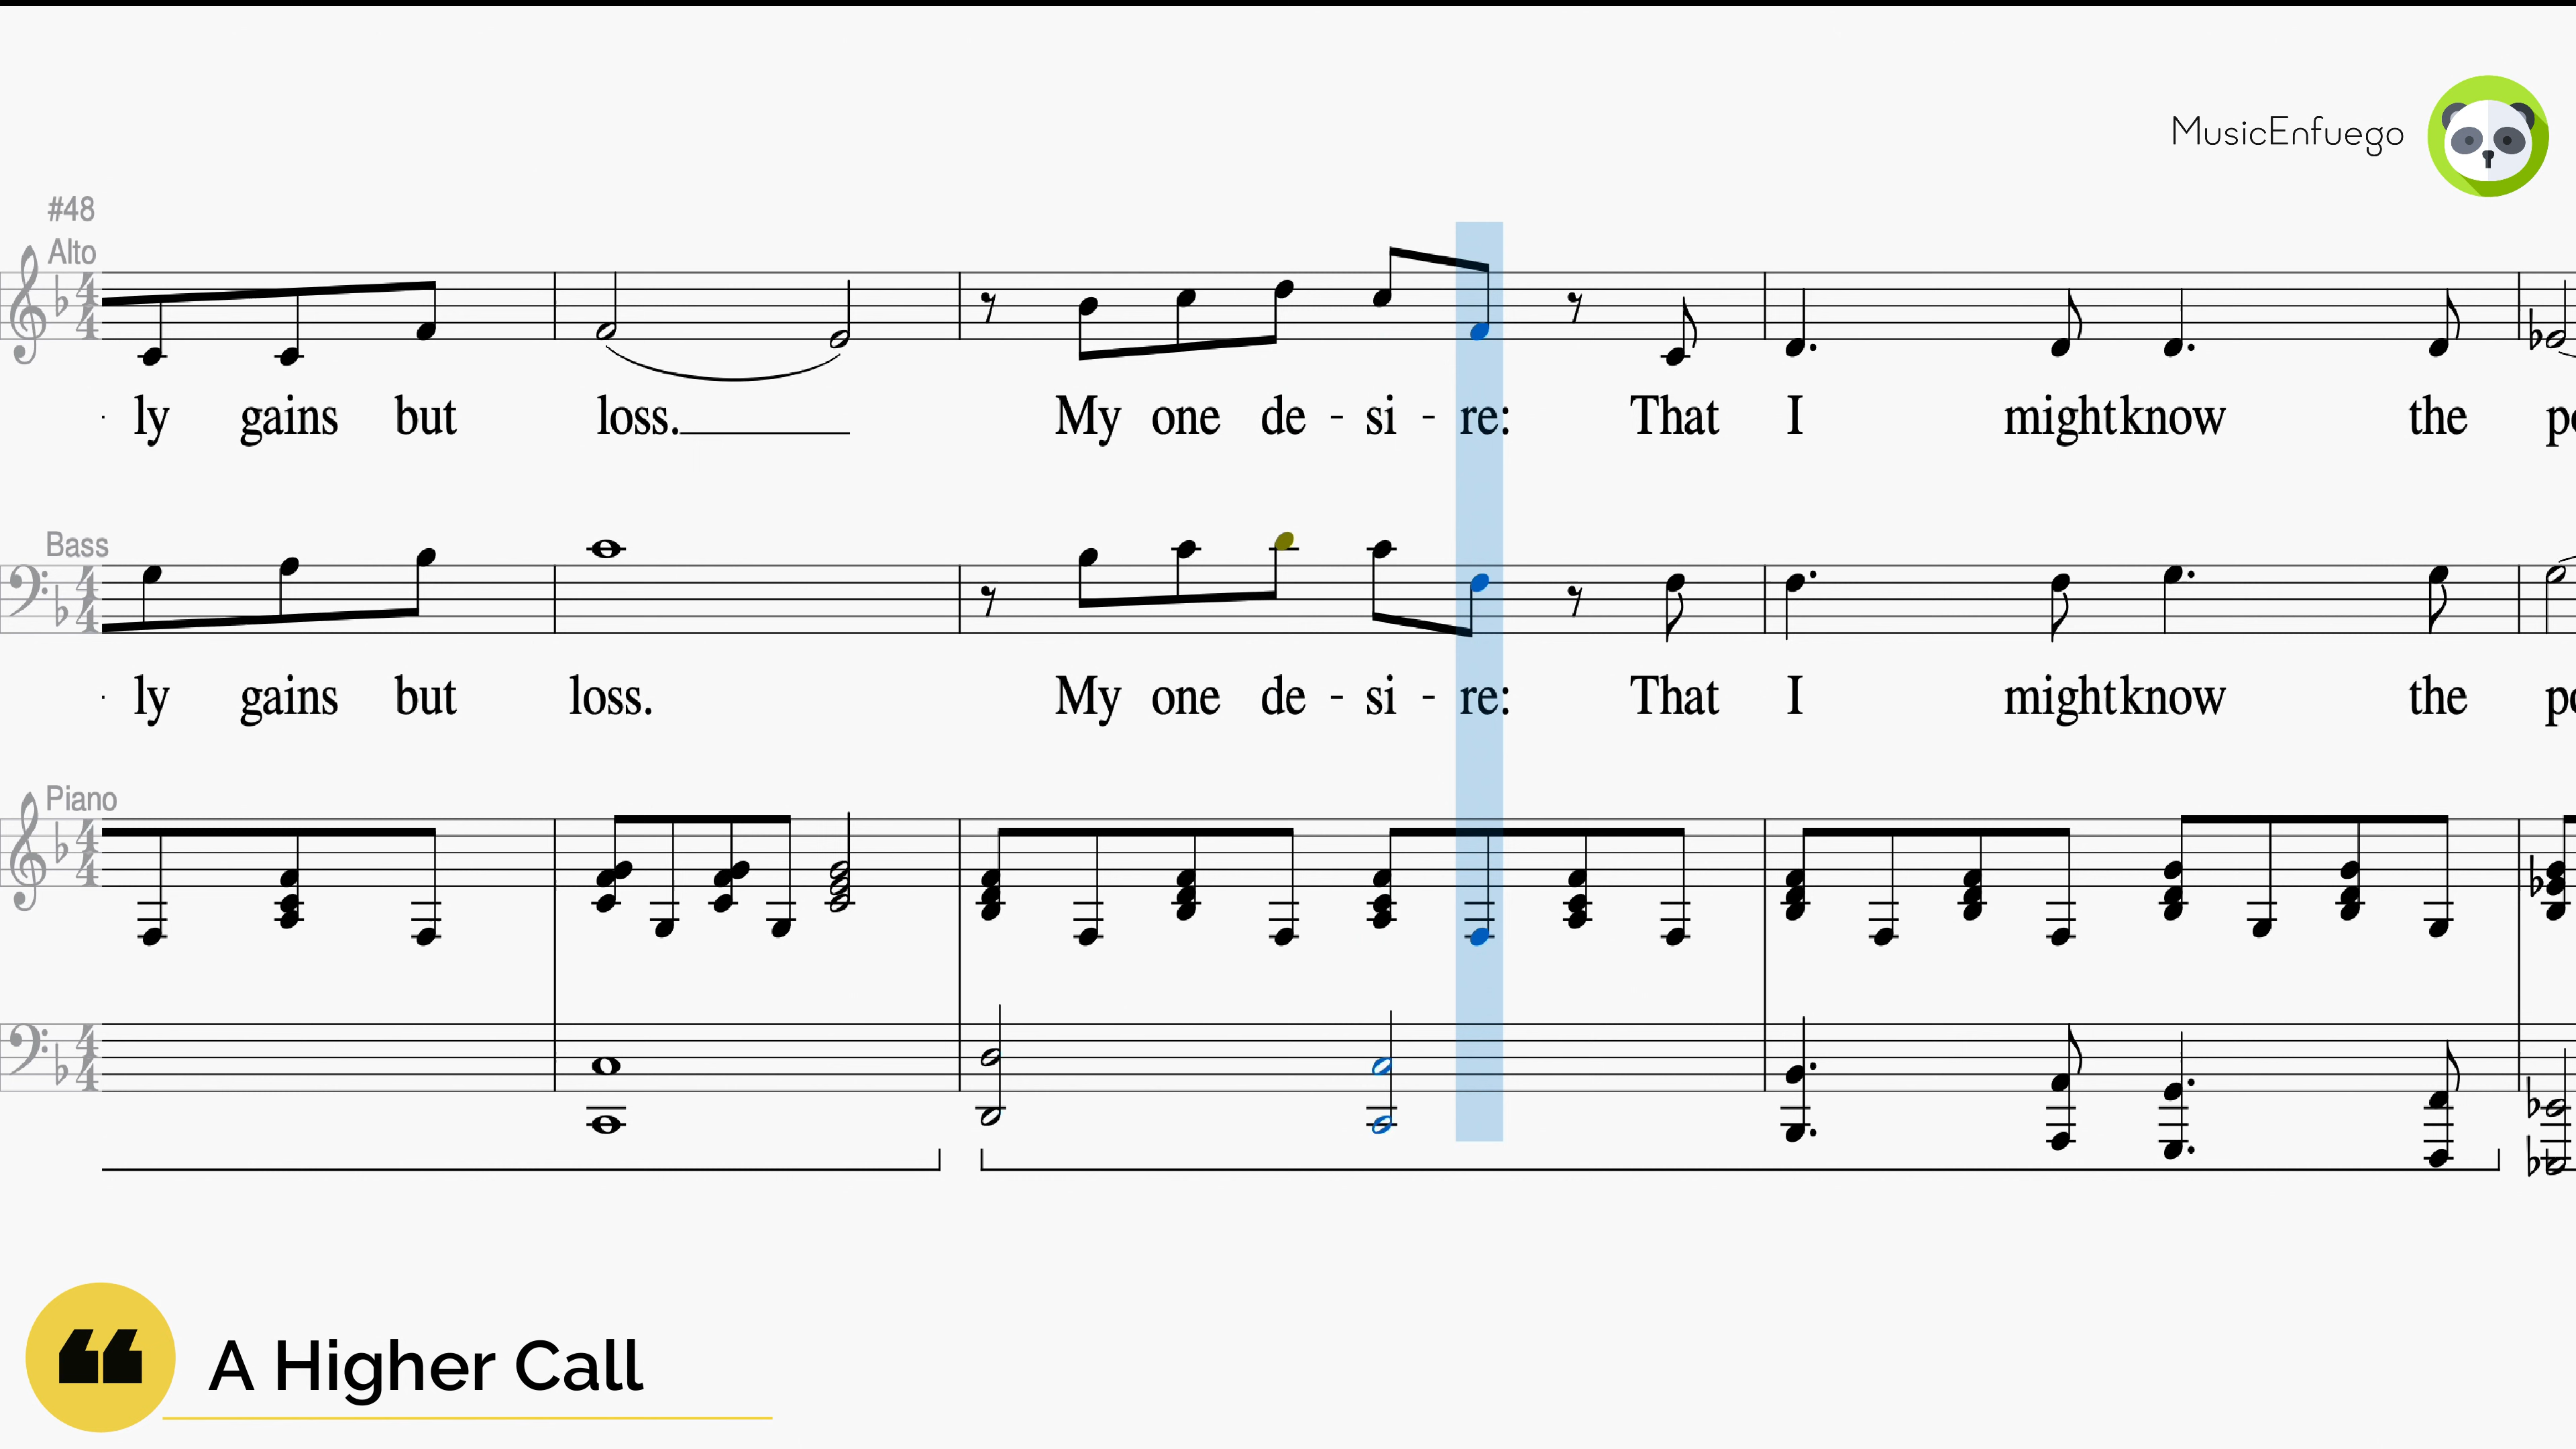 MusicEnfuego
#48
Alto
ly gains but loss. My one de - si - re: That I might know the
Bass
ly gains but loss. My one de - si - re: That I might know the
Piano
A Higher Call